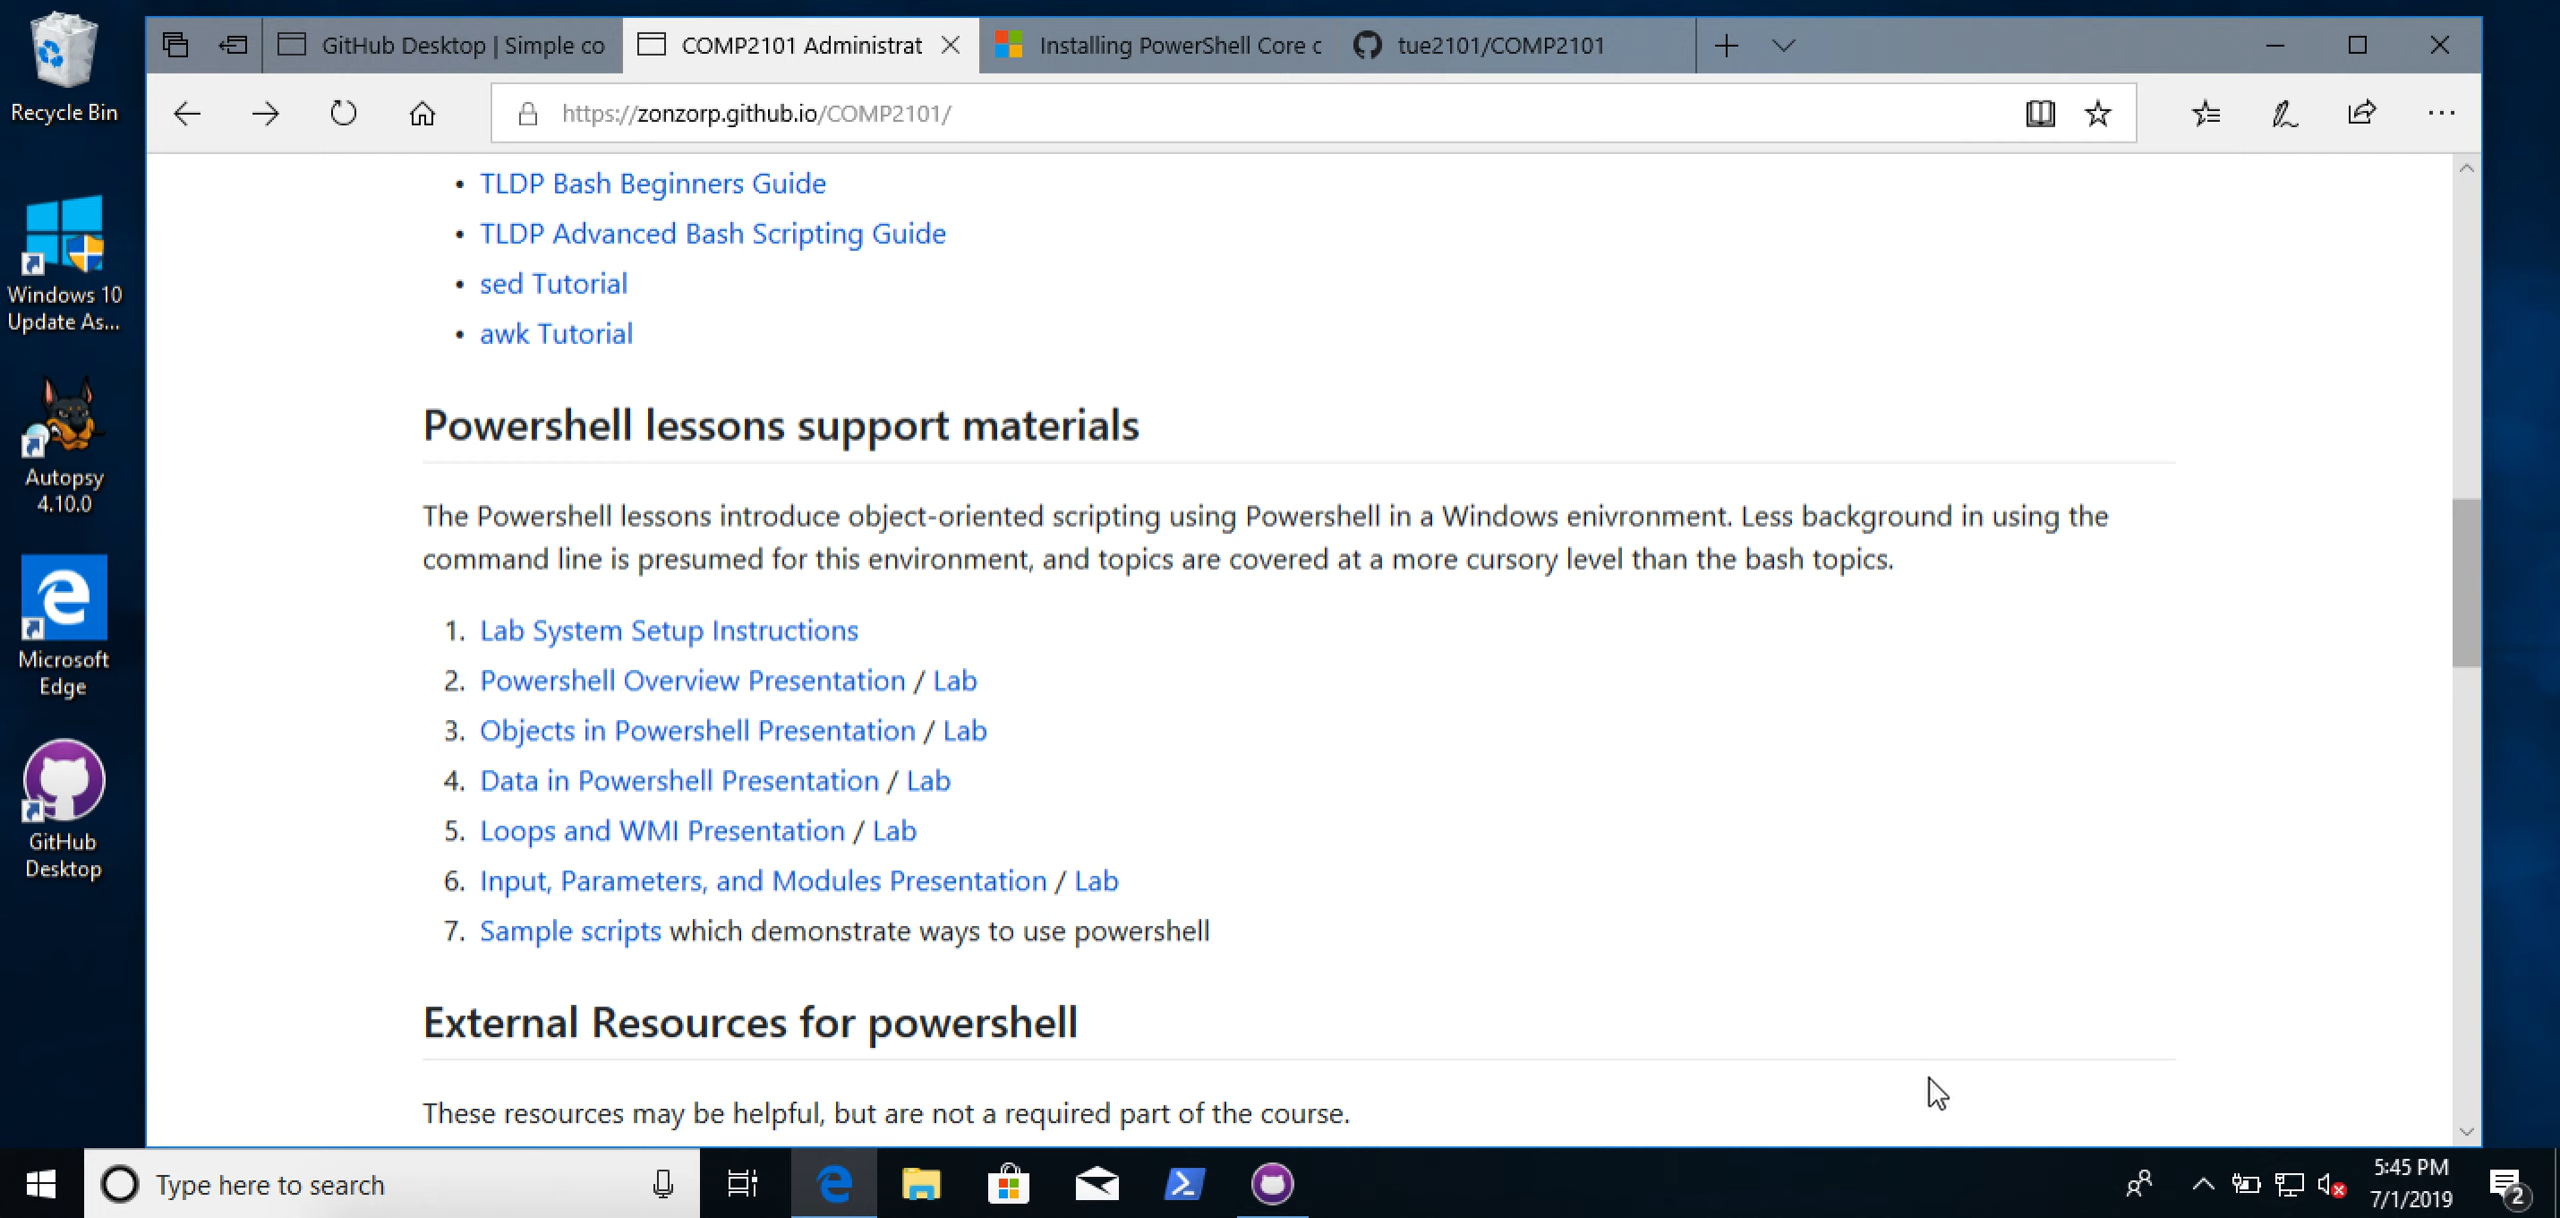 Recycle Bin
Windows 10
Update As...
Autopsy
4.10.0
Microsoft
Edge
GitHub
Desktop
GitHub Desktop | Simple co
COMP2101 Administrat
Installing PowerShell Core c
tue2101/COMP2101
https://zonzorp.github.io/COMP2101/
• TLDP Bash Beginners Guide
• TLDP Advanced Bash Scripting Guide
• sed Tutorial
• awk Tutorial
Powershell lessons support materials
The Powershell lessons introduce object-oriented scripting using Powershell in a Windows enivronment. Less background in using the
command line is presumed for this environment, and topics are covered at a more cursory level than the bash topics.
1. Lab System Setup Instructions
2. Powershell Overview Presentation / Lab
3. Objects in Powershell Presentation / Lab
4. Data in Powershell Presentation / Lab
5. Loops and WMI Presentation / Lab
6. Input, Parameters, and Modules Presentation / Lab
7. Sample scripts which demonstrate ways to use powershell
External Resources for powershell
These resources may be helpful, but are not a required part of the course.
Type here to search
5:45 PM
7/1/2019
2